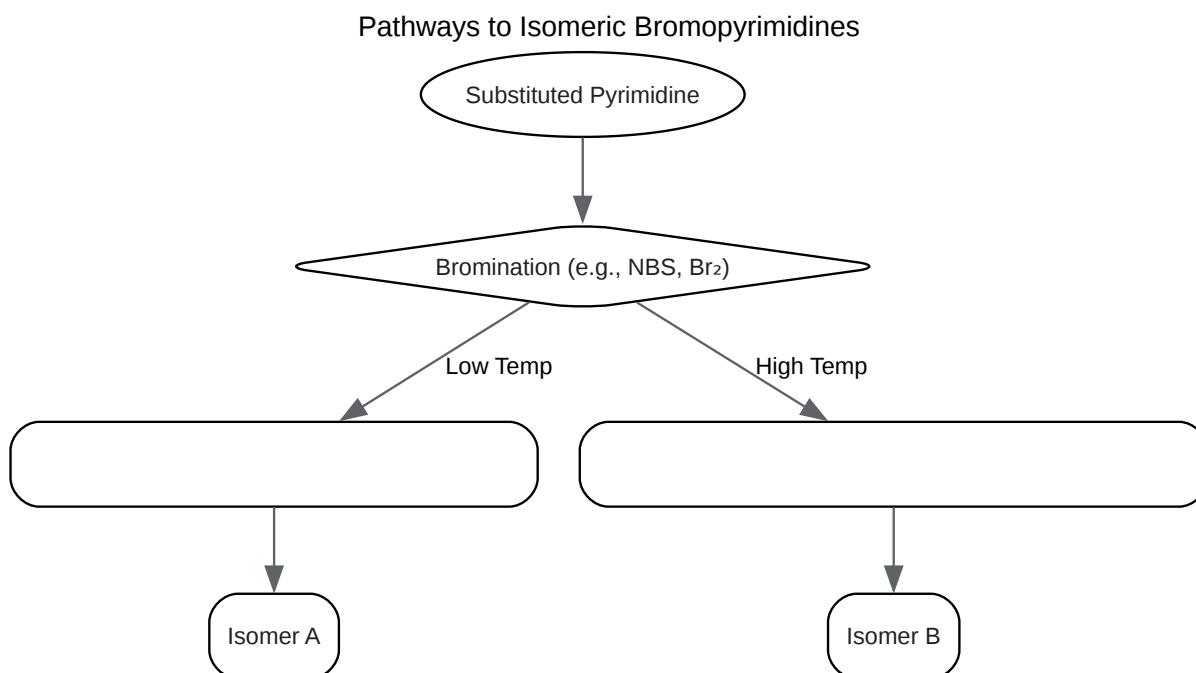 Pathways to Isomeric Bromopyrimidines
Substituted Pyrimidine
Bromination (e.g., NBS, Br₂)
Low Temp
High Temp
Isomer A
Isomer B